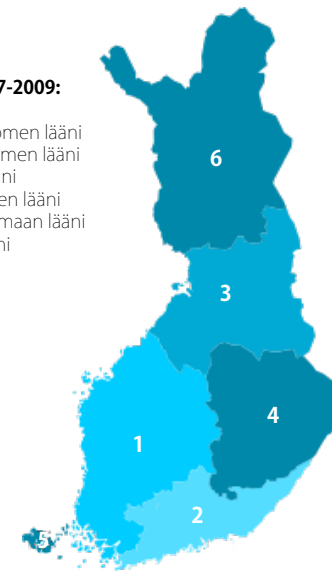 7-2009:
omen lääni
men lääni
ni
en lääni
maan lääni
ni
6
3
4
1
2
5